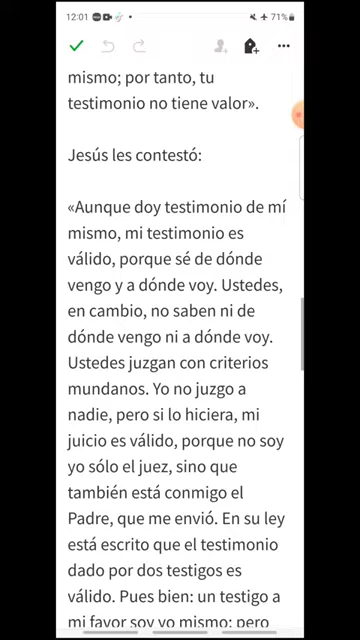 12:01
71%
mismo; por tanto, tu
testimonio no tiene valor».
Jesús les contestó:
«Aunque doy testimonio de mí
mismo, mi testimonio es
válido, porque sé de dónde
vengo y a dónde voy. Ustedes,
en cambio, no saben ni de
dónde vengo ni a dónde voy.
Ustedes juzgan con criterios
mundanos. Yo no juzgo a
nadie, pero si lo hiciera, mi
juicio es válido, porque no soy
yo sólo el juez, sino que
también está conmigo el
Padre, que me envió. En su ley
está escrito que el testimonio
dado por dos testigos es
válido. Pues bien: un testigo a
mi favor soy yo mismo; pero